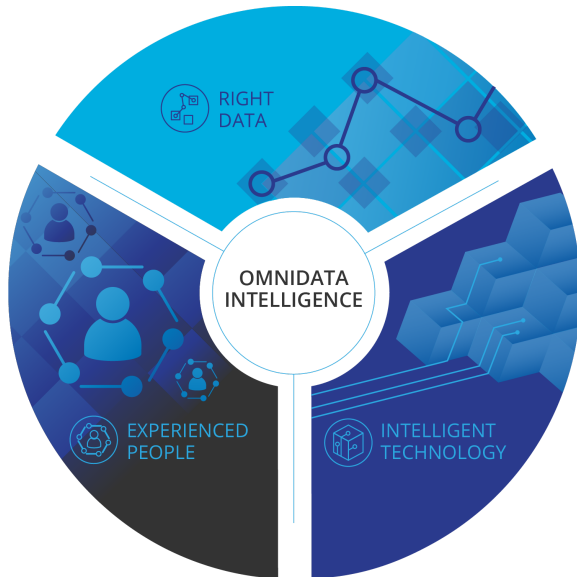 RIGHT
DATA
OMNIDATA
INTELLIGENCE
EXPERIENCED
PEOPLE
INTELLIGENT
TECHNOLOGY